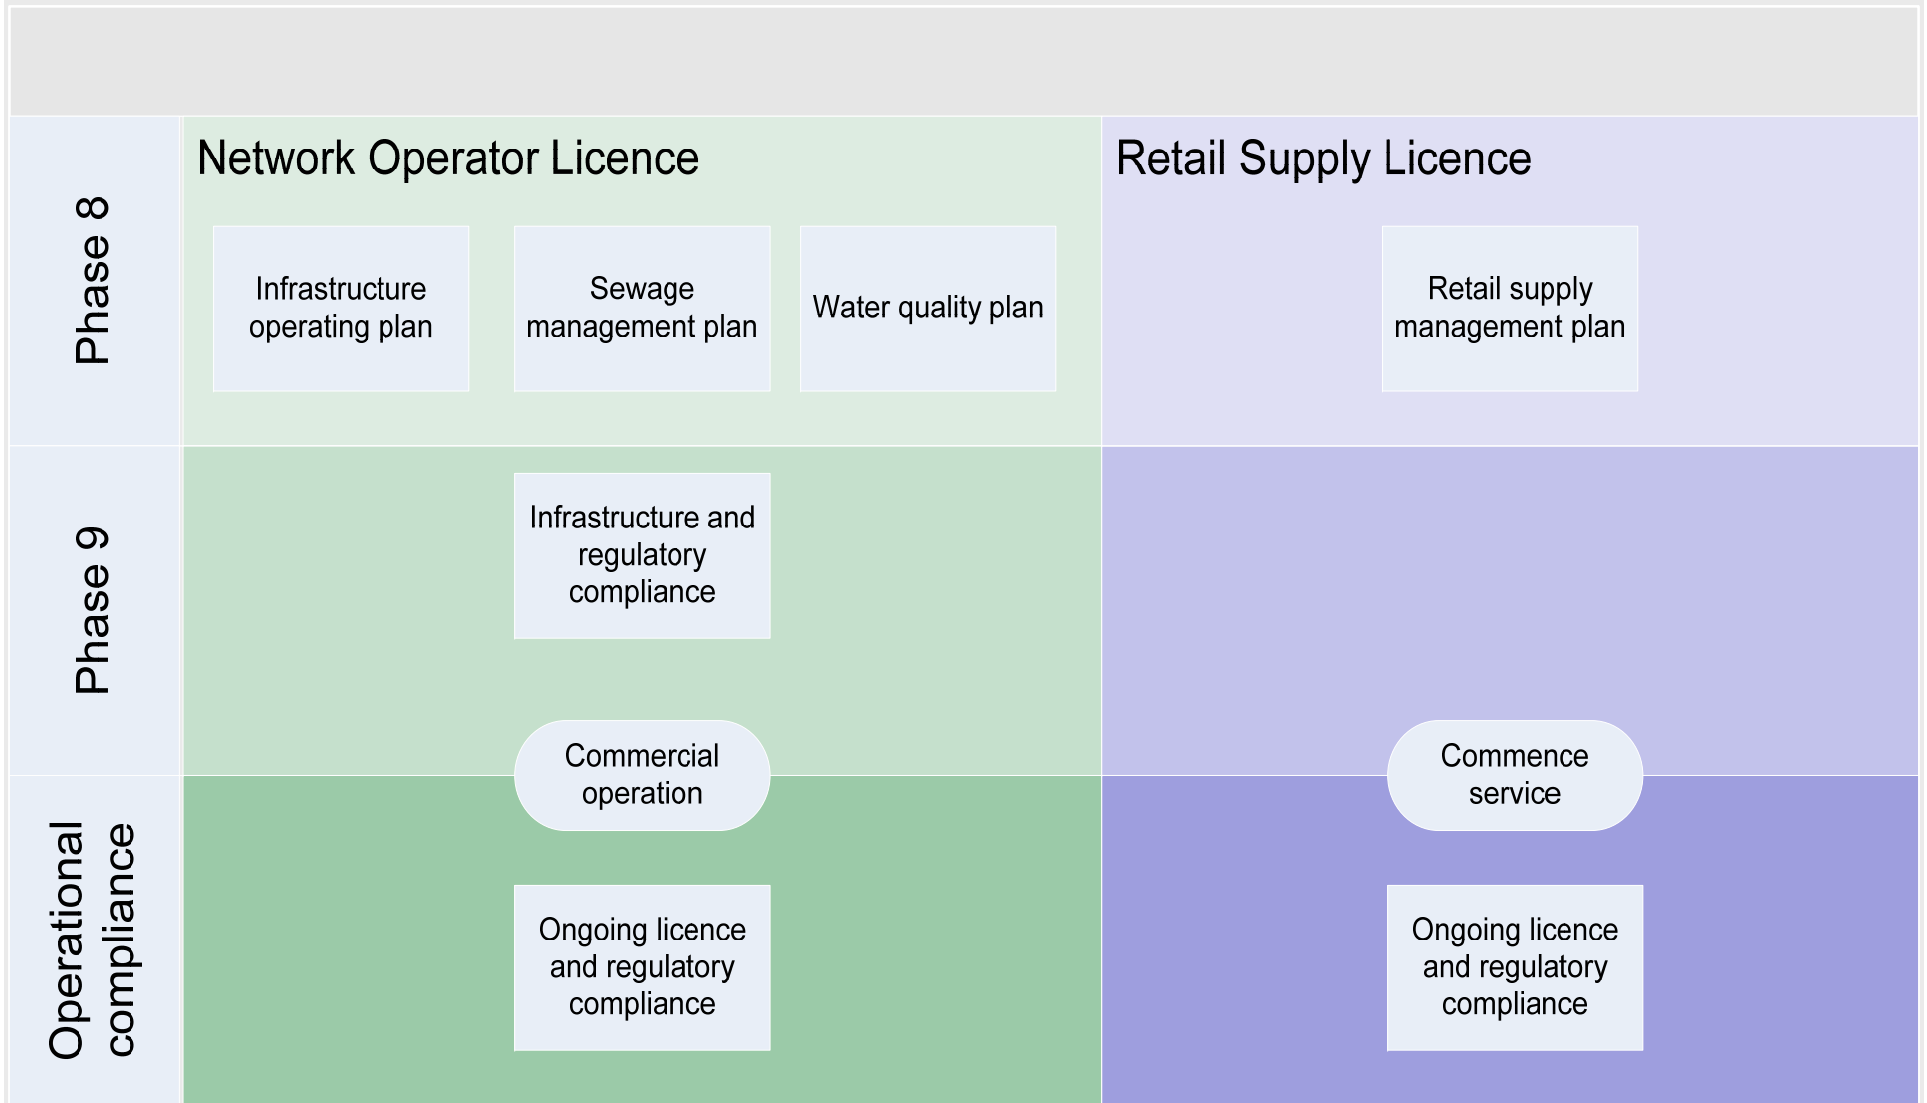 Network Operator Licence
Retail Supply Licence
Phase 8
Infrastructure
operating plan
Sewage
management plan
Water quality plan
Retail supply
management plan
Phase 9
Infrastructure and
regulatory
compliance
Commercial
operation
Commence
service
Operational
compliance
Ongoing licence
and regulatory
compliance
Ongoing licence
and regulatory
compliance